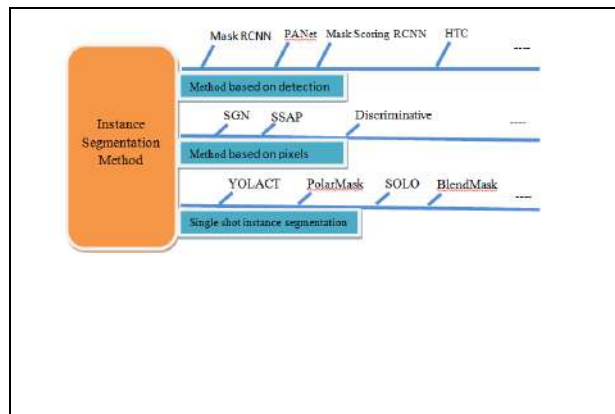 Mask RCNN PANet Mask Scoring RCNN HTC ----
Method based on detection
SGN SSAP Discriminative ----
Instance
Segmentation
Method
Method based on pixels
YOLACT PolarMask SOLO BlendMask ----
Single shot instance segmentation